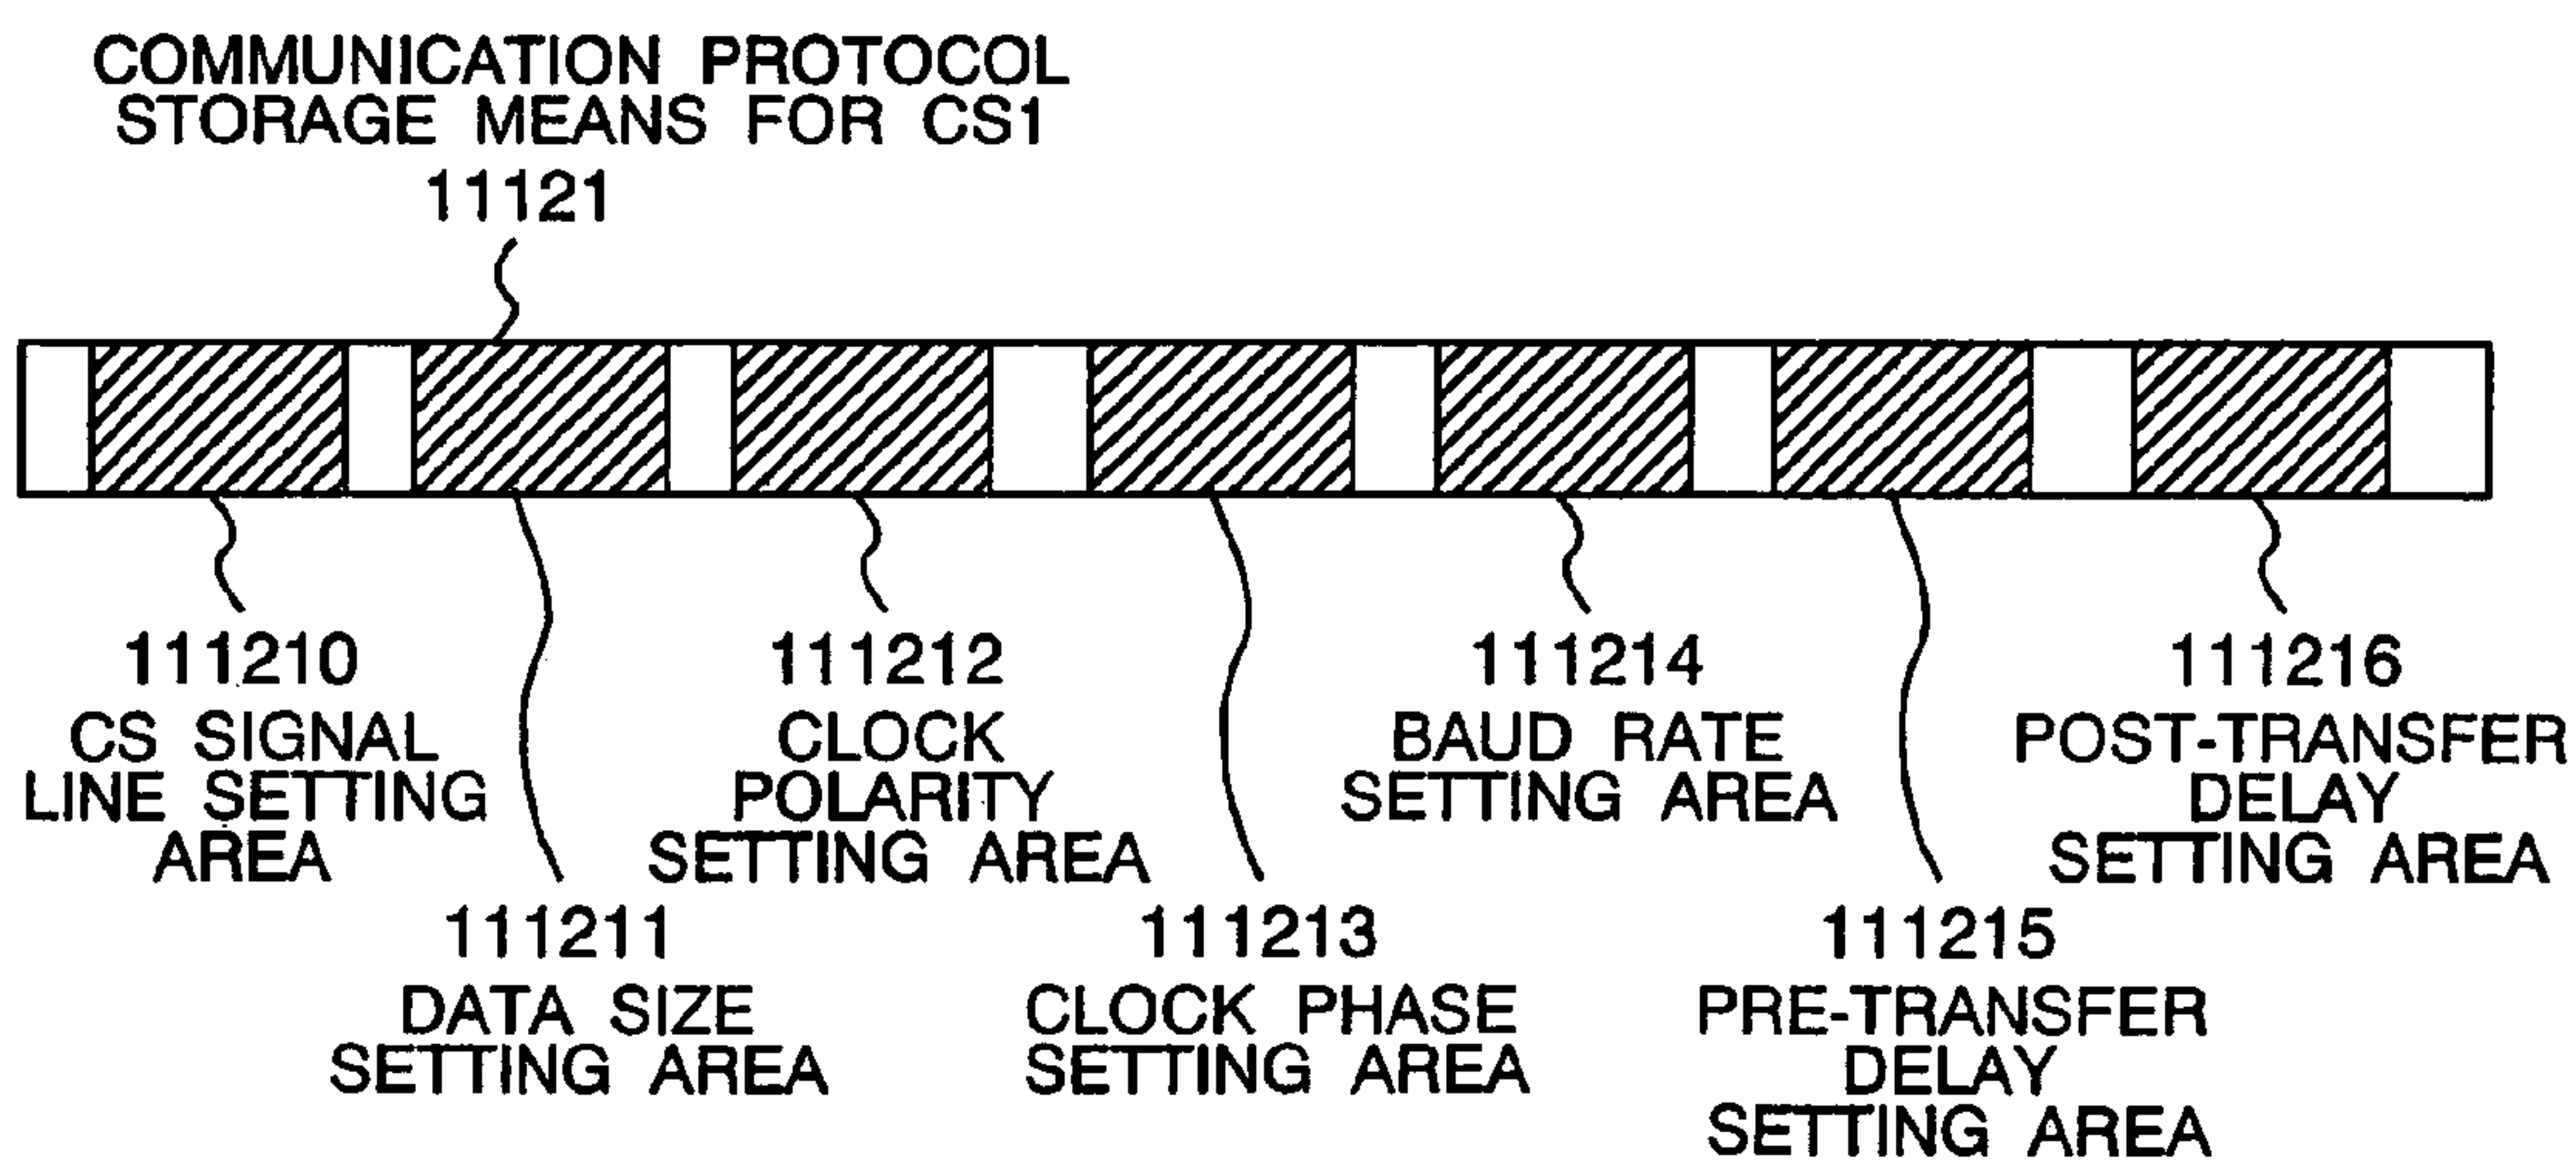 COMMUNICATION PROTOCOL
STORAGE MEANS FOR CS1
11121
111210
CS SIGNAL
LINE SETTING
AREA
111211
DATA SIZE
SETTING AREA
111212
CLOCK
POLARITY
SETTING AREA
111213
CLOCK PHASE
SETTING AREA
111214
BAUD RATE
SETTING AREA
111215
PRE-TRANSFER
DELAY
SETTING AREA
111216
POST-TRANSFER
DELAY
SETTING AREA